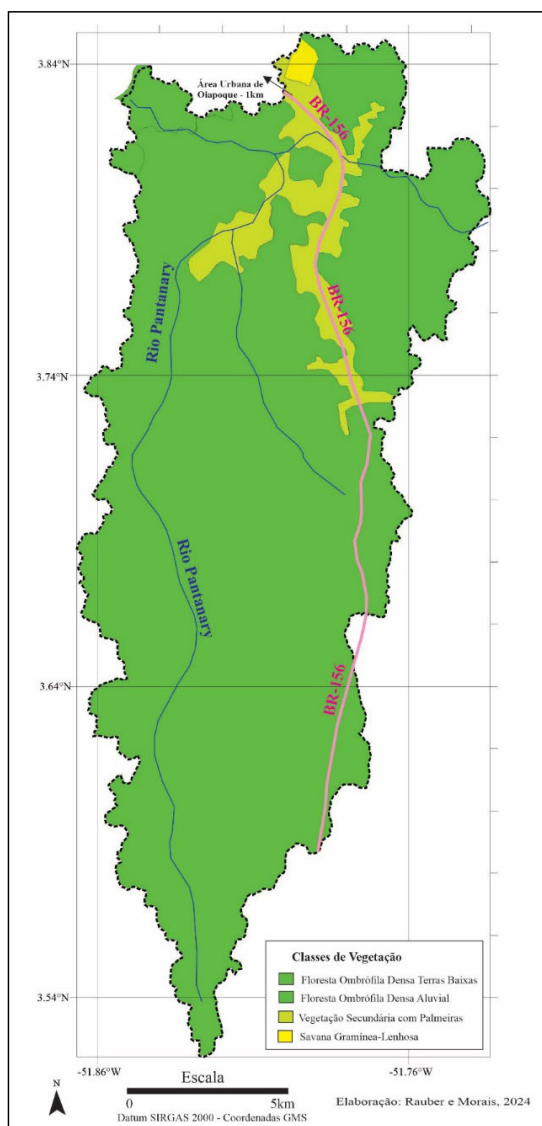 3.84°N
Área Urbana de
Oiapoque - 1km
BR-156
Rio Pantanary
BR-156
3.74°N
Rio Pantanary
3.64°N
BR-156
Classes de Vegetação
Floresta Ombrófila Densa Terras Baixas
Floresta Ombrófila Densa Aluvial
Vegetação Secundária com Palmeiras
Savana Gramínea-Lenhosa
3.54°N
-51.86°W
-51.76°W
N
Escala
0
5km
Datum SIRGAS 2000 - Coordenadas GMS
Elaboração: Rauber e Morais, 2024